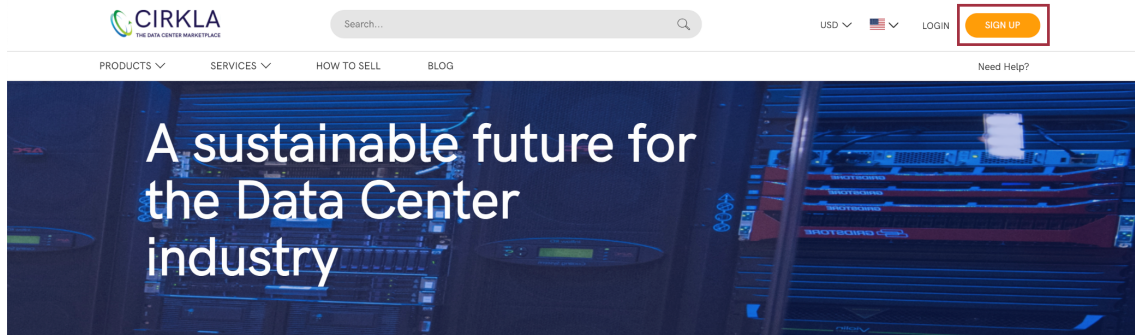 CIRKLA
THE DATA CENTER MARKETPLACE
Search...
USD
LOGIN
SIGN UP
PRODUCTS
SERVICES
HOW TO SELL
BLOG
Need Help?
A sustainable future for
the Data Center
industry